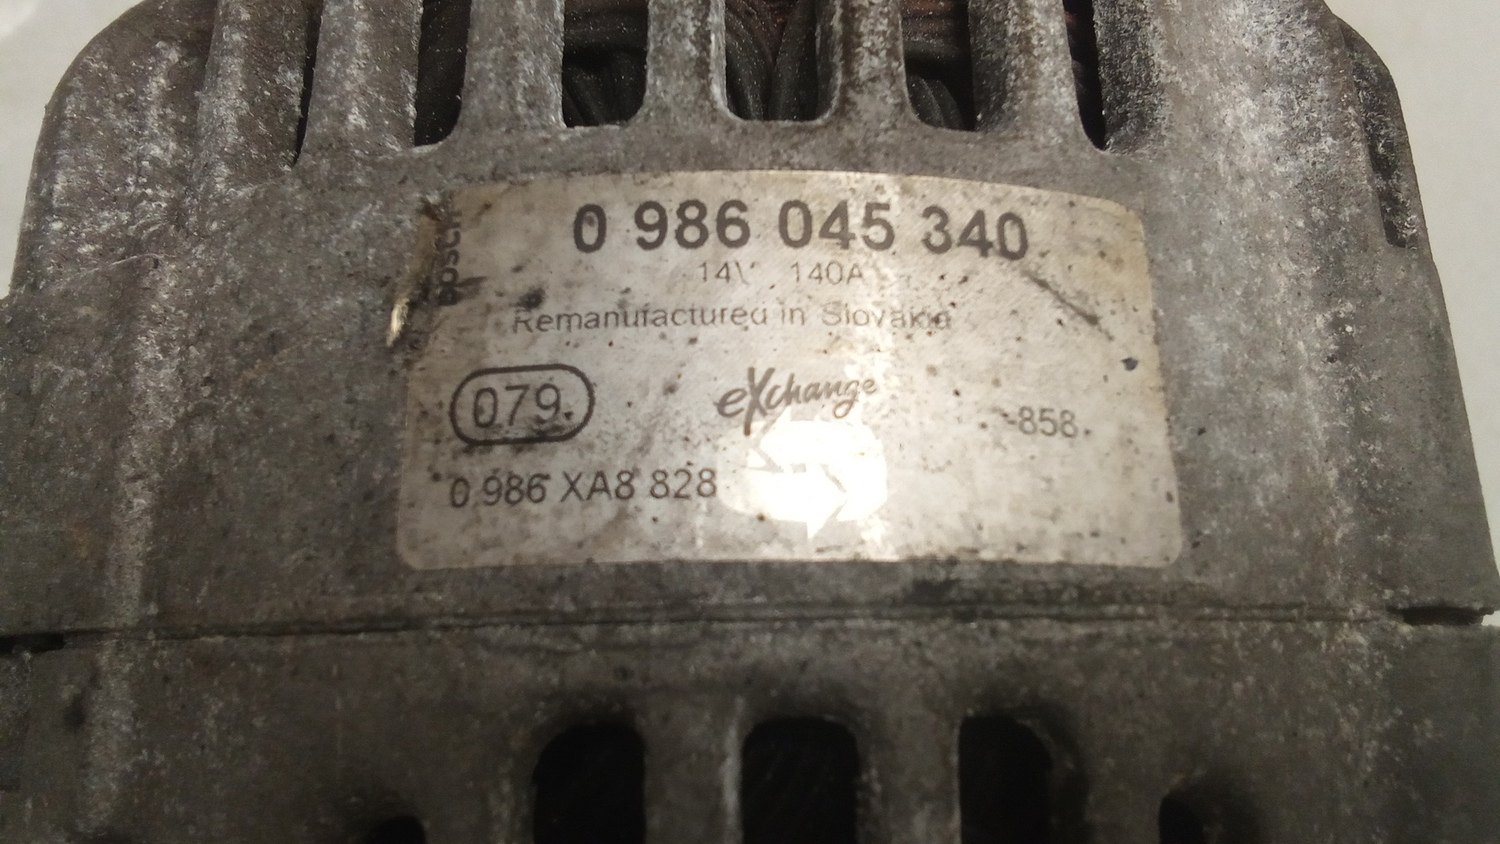 BOSCH
0 986 045 340
14V 140A
Remanufactured in Slovakia
079
eXchange
-858
0 986 XA8 828